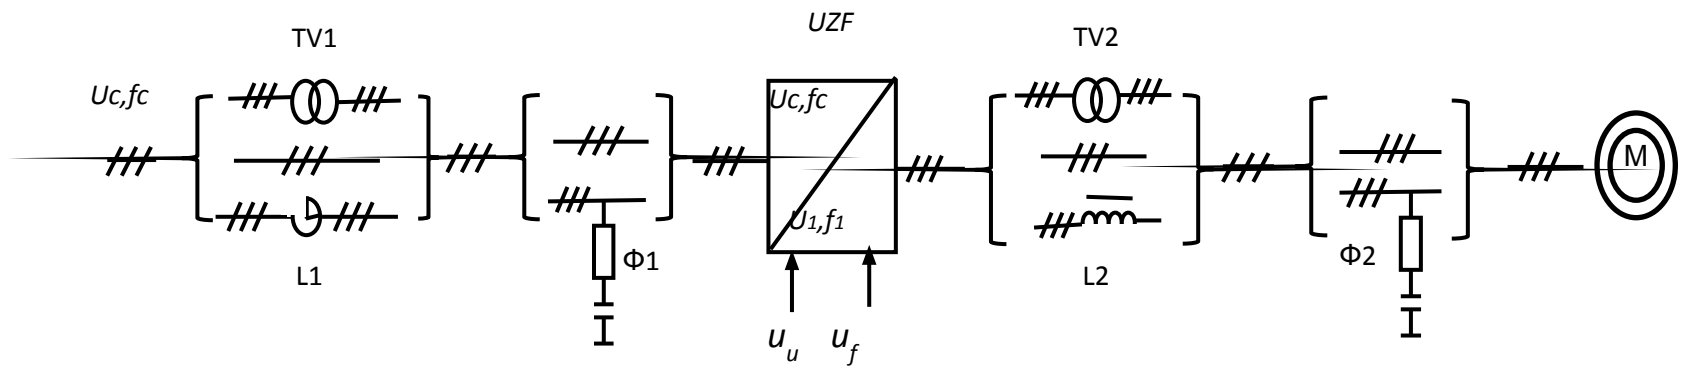 UZF
TV1
TV2
Uc,fc
Uc,fc
M
U1,f1
Ф1
Ф2
L1
L2
uu
uf